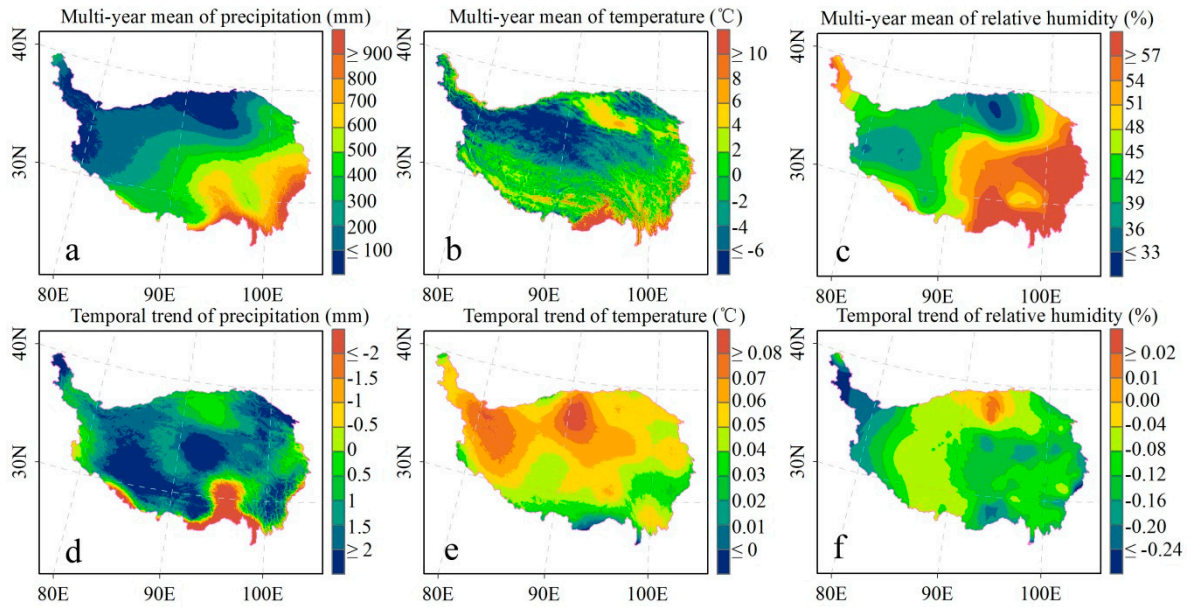 Multi-year mean of precipitation (mm)
40N
30N
≥ 900
800
700
600
500
400
300
200
≤ 100
a
80E
90E
100E
Multi-year mean of temperature (℃)
40N
30N
≥ 10
8
6
4
2
0
-2
-4
≤ -6
b
80E
90E
100E
Multi-year mean of relative humidity (%)
40N
30N
≥ 57
54
51
48
45
42
39
36
≤ 33
c
80E
90E
100E
Temporal trend of precipitation (mm)
40N
30N
≤ -2
-1.5
-1
-0.5
0
0.5
1
1.5
≥ 2
d
80E
90E
100E
Temporal trend of temperature (℃)
40N
30N
≥ 0.08
0.07
0.06
0.05
0.04
0.03
0.02
0.01
≤ 0
e
80E
90E
100E
Temporal trend of relative humidity (%)
40N
30N
≥ 0.02
0.01
0.00
-0.04
-0.08
-0.12
-0.16
-0.20
≤ -0.24
f
80E
90E
100E